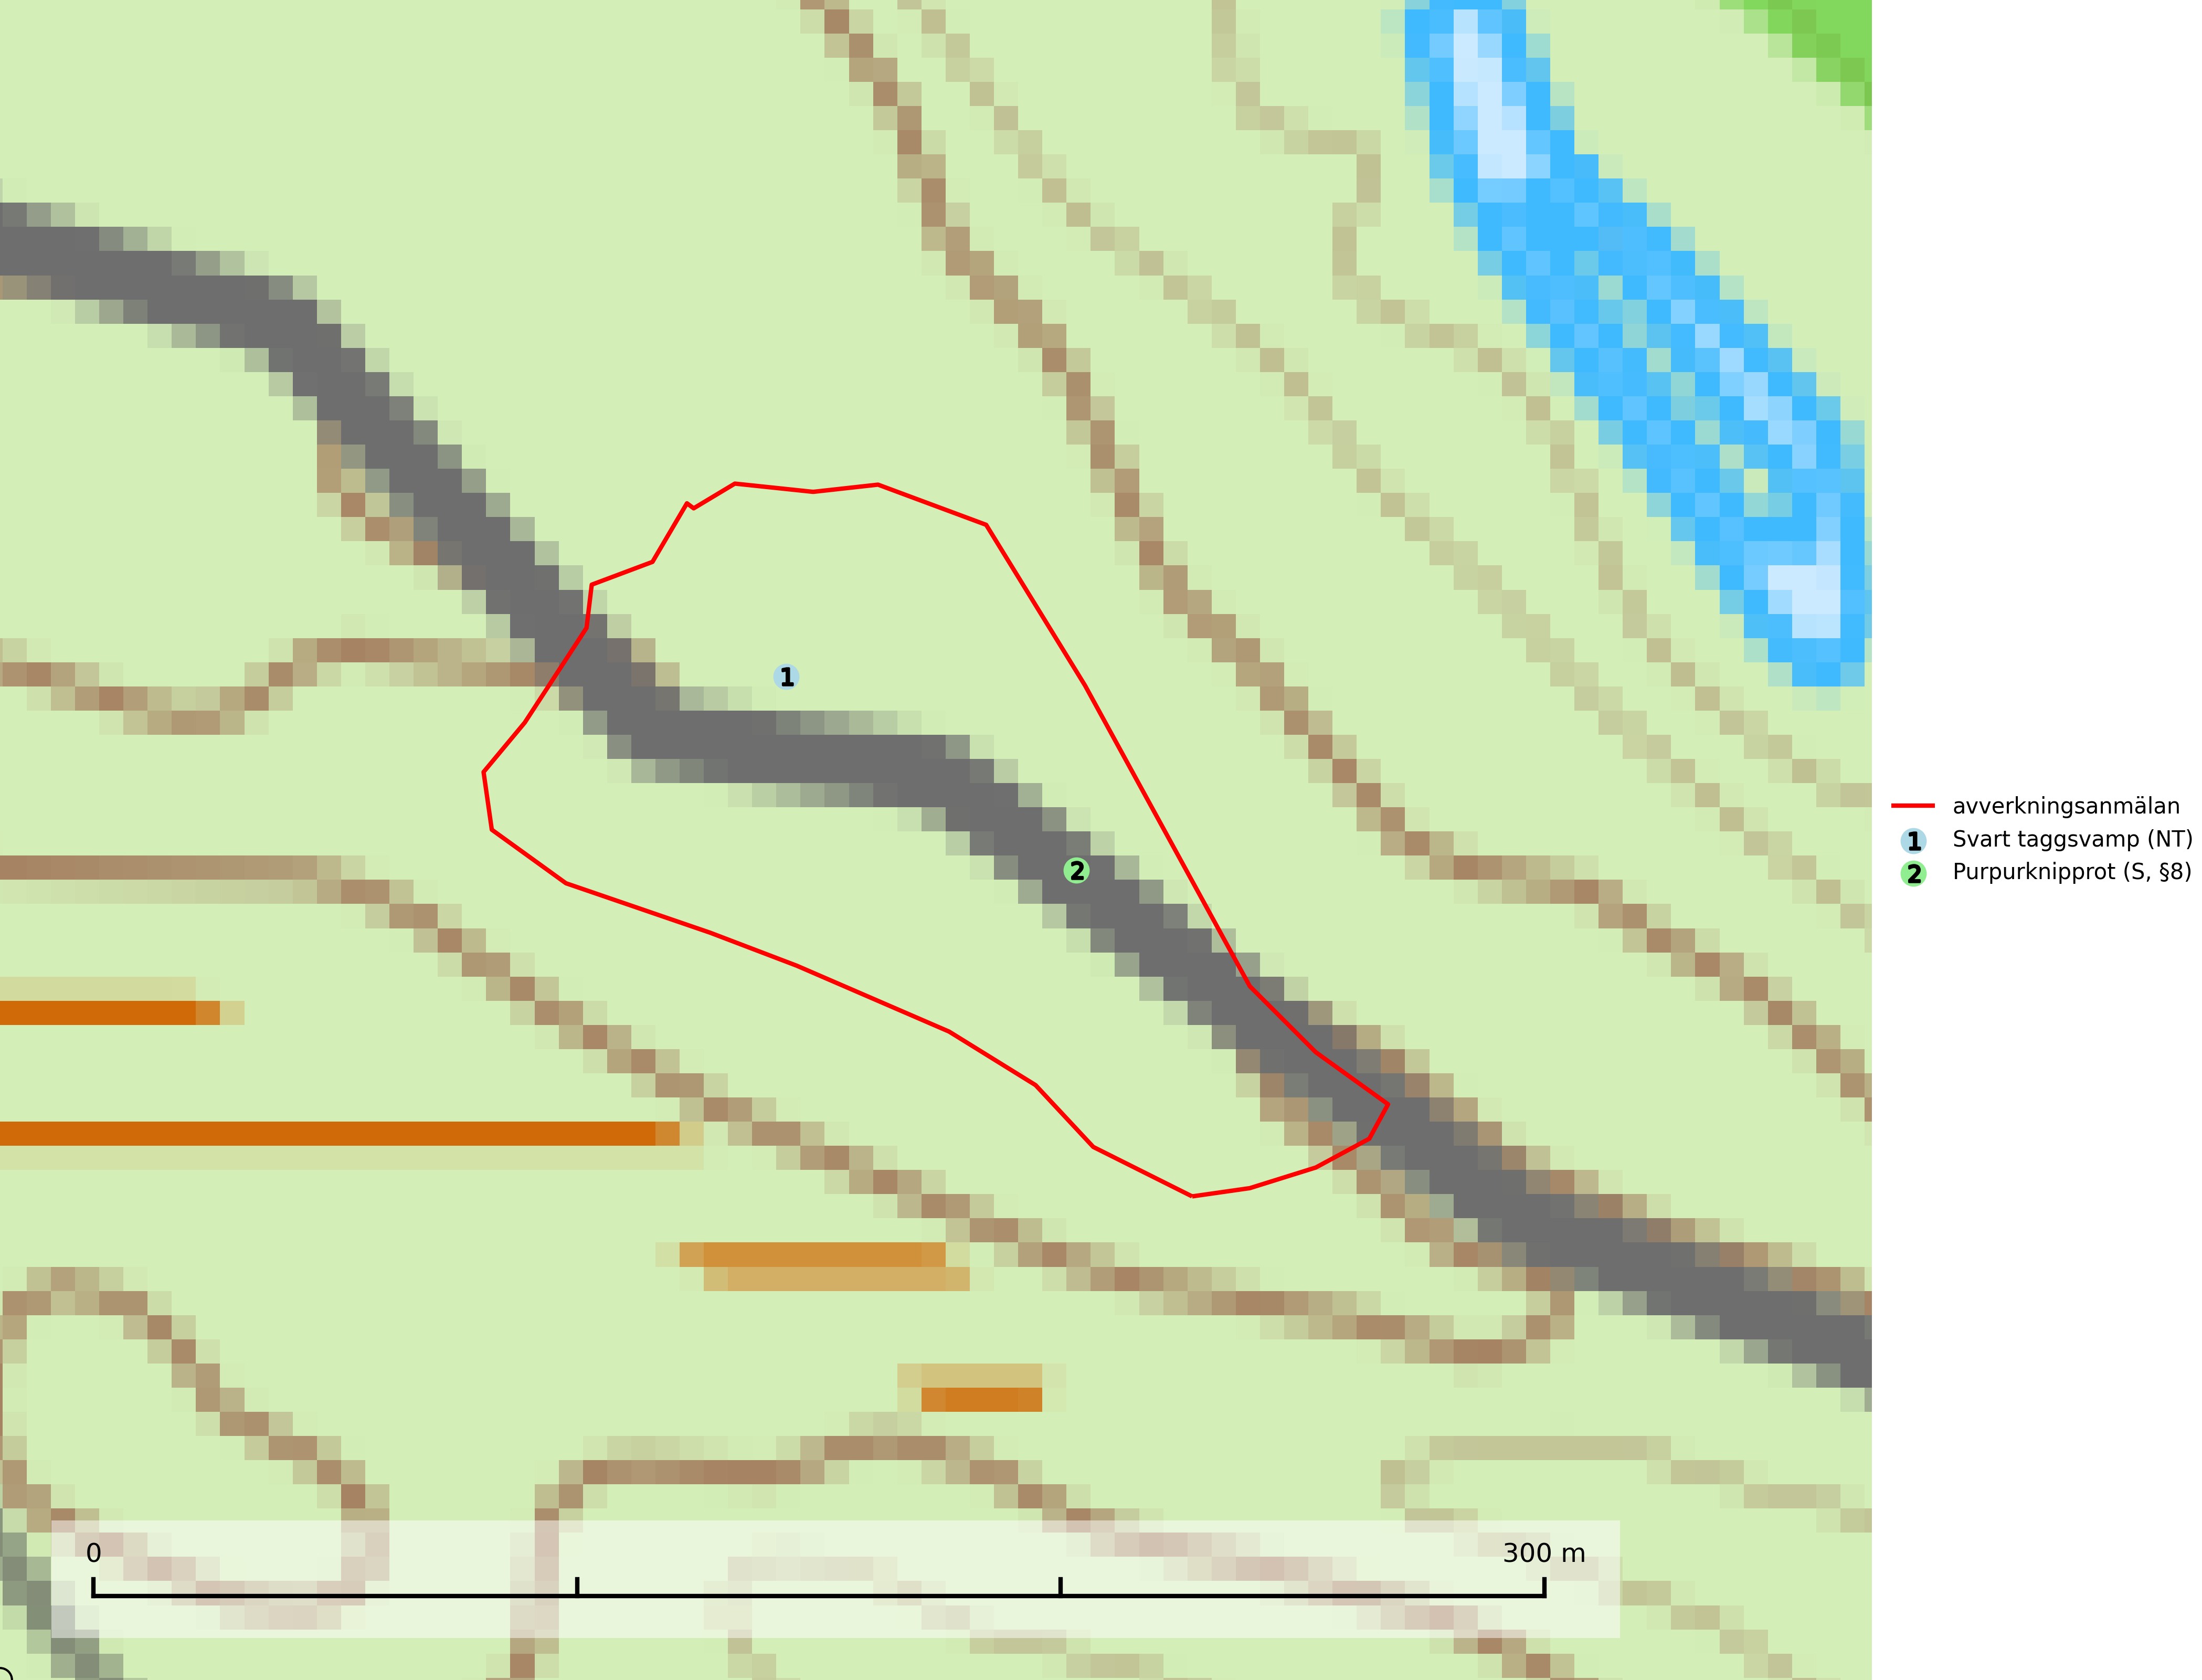 1
2
avverkningsanmälan
1 Svart taggsvamp (NT)
2 Purpurknipprot (S, §8)
0 300 m